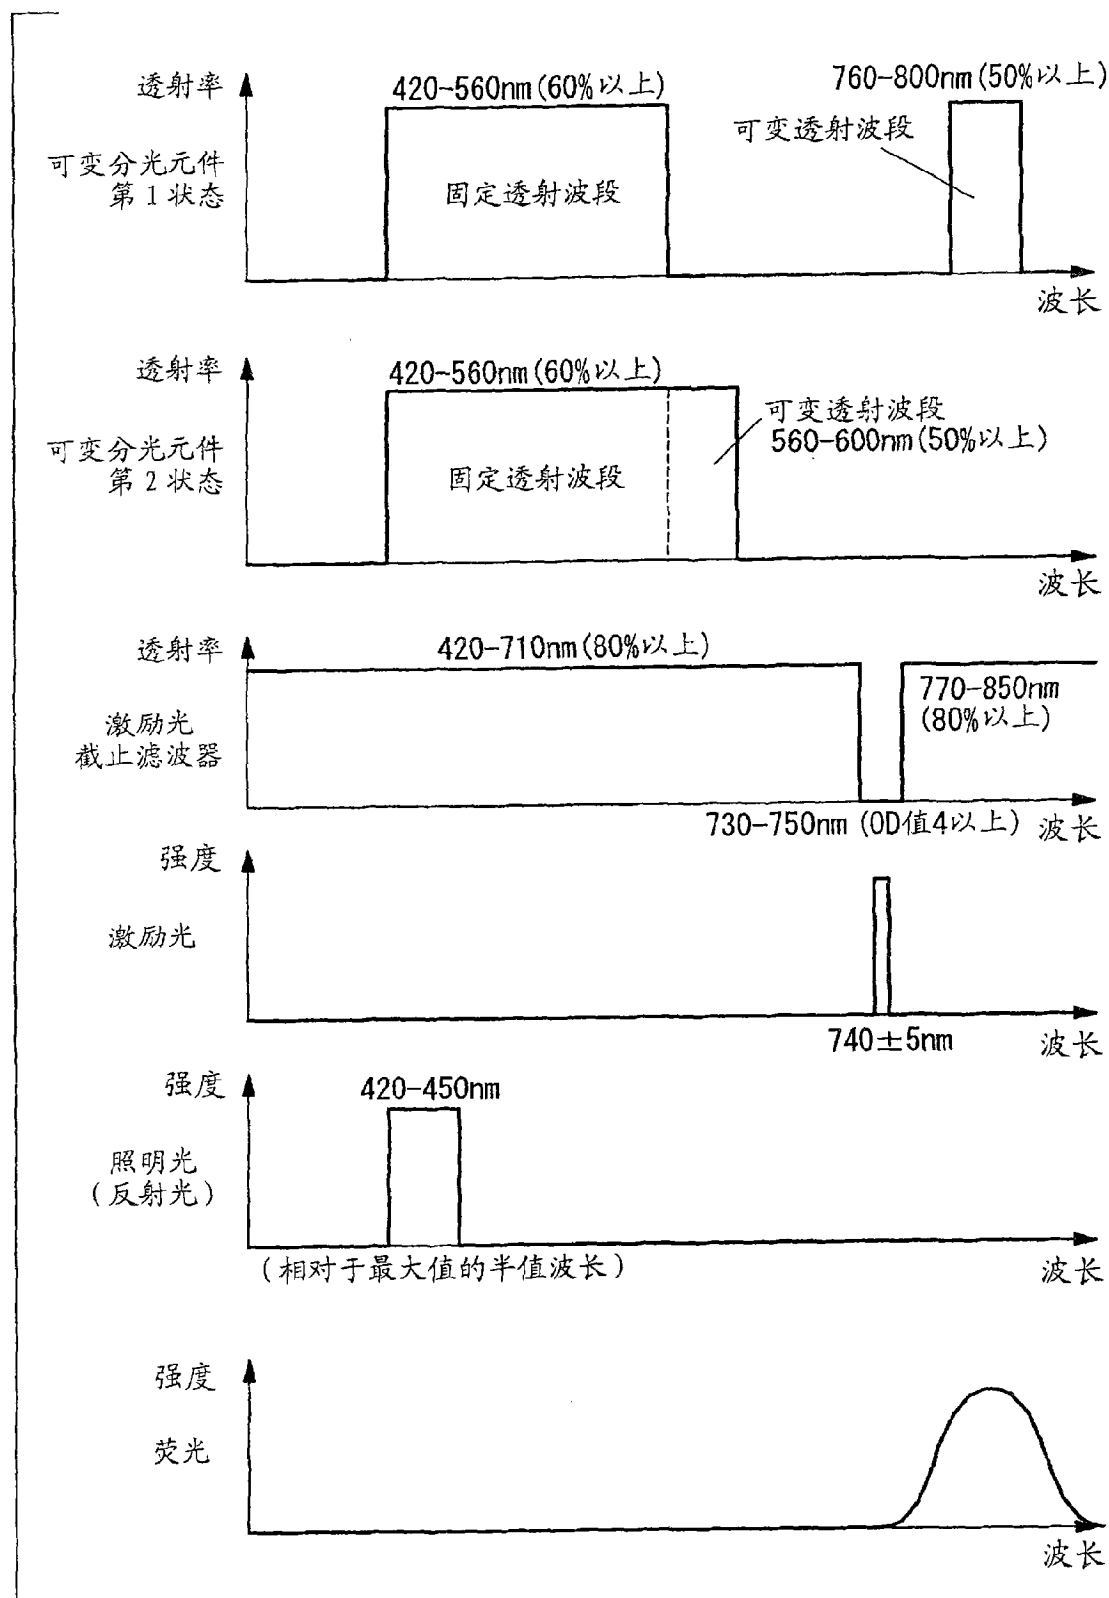 透射率
420-560nm(60%以上)
760-800nm(50%以上)
可变透射波段
可变分光元件
第1状态
固定透射波段
波长
透射率
420-560nm(60%以上)
可变透射波段
560-600nm(50%以上)
可变分光元件
第2状态
固定透射波段
波长
透射率
420-710nm(80%以上)
770-850nm
(80%以上)
激励光
截止滤波器
730-750nm(OD值4以上)
波长
强度
激励光
740±5nm
波长
强度
420-450nm
照明光
(反射光)
(相对于最大值的半值波长)
波长
强度
荧光
波长